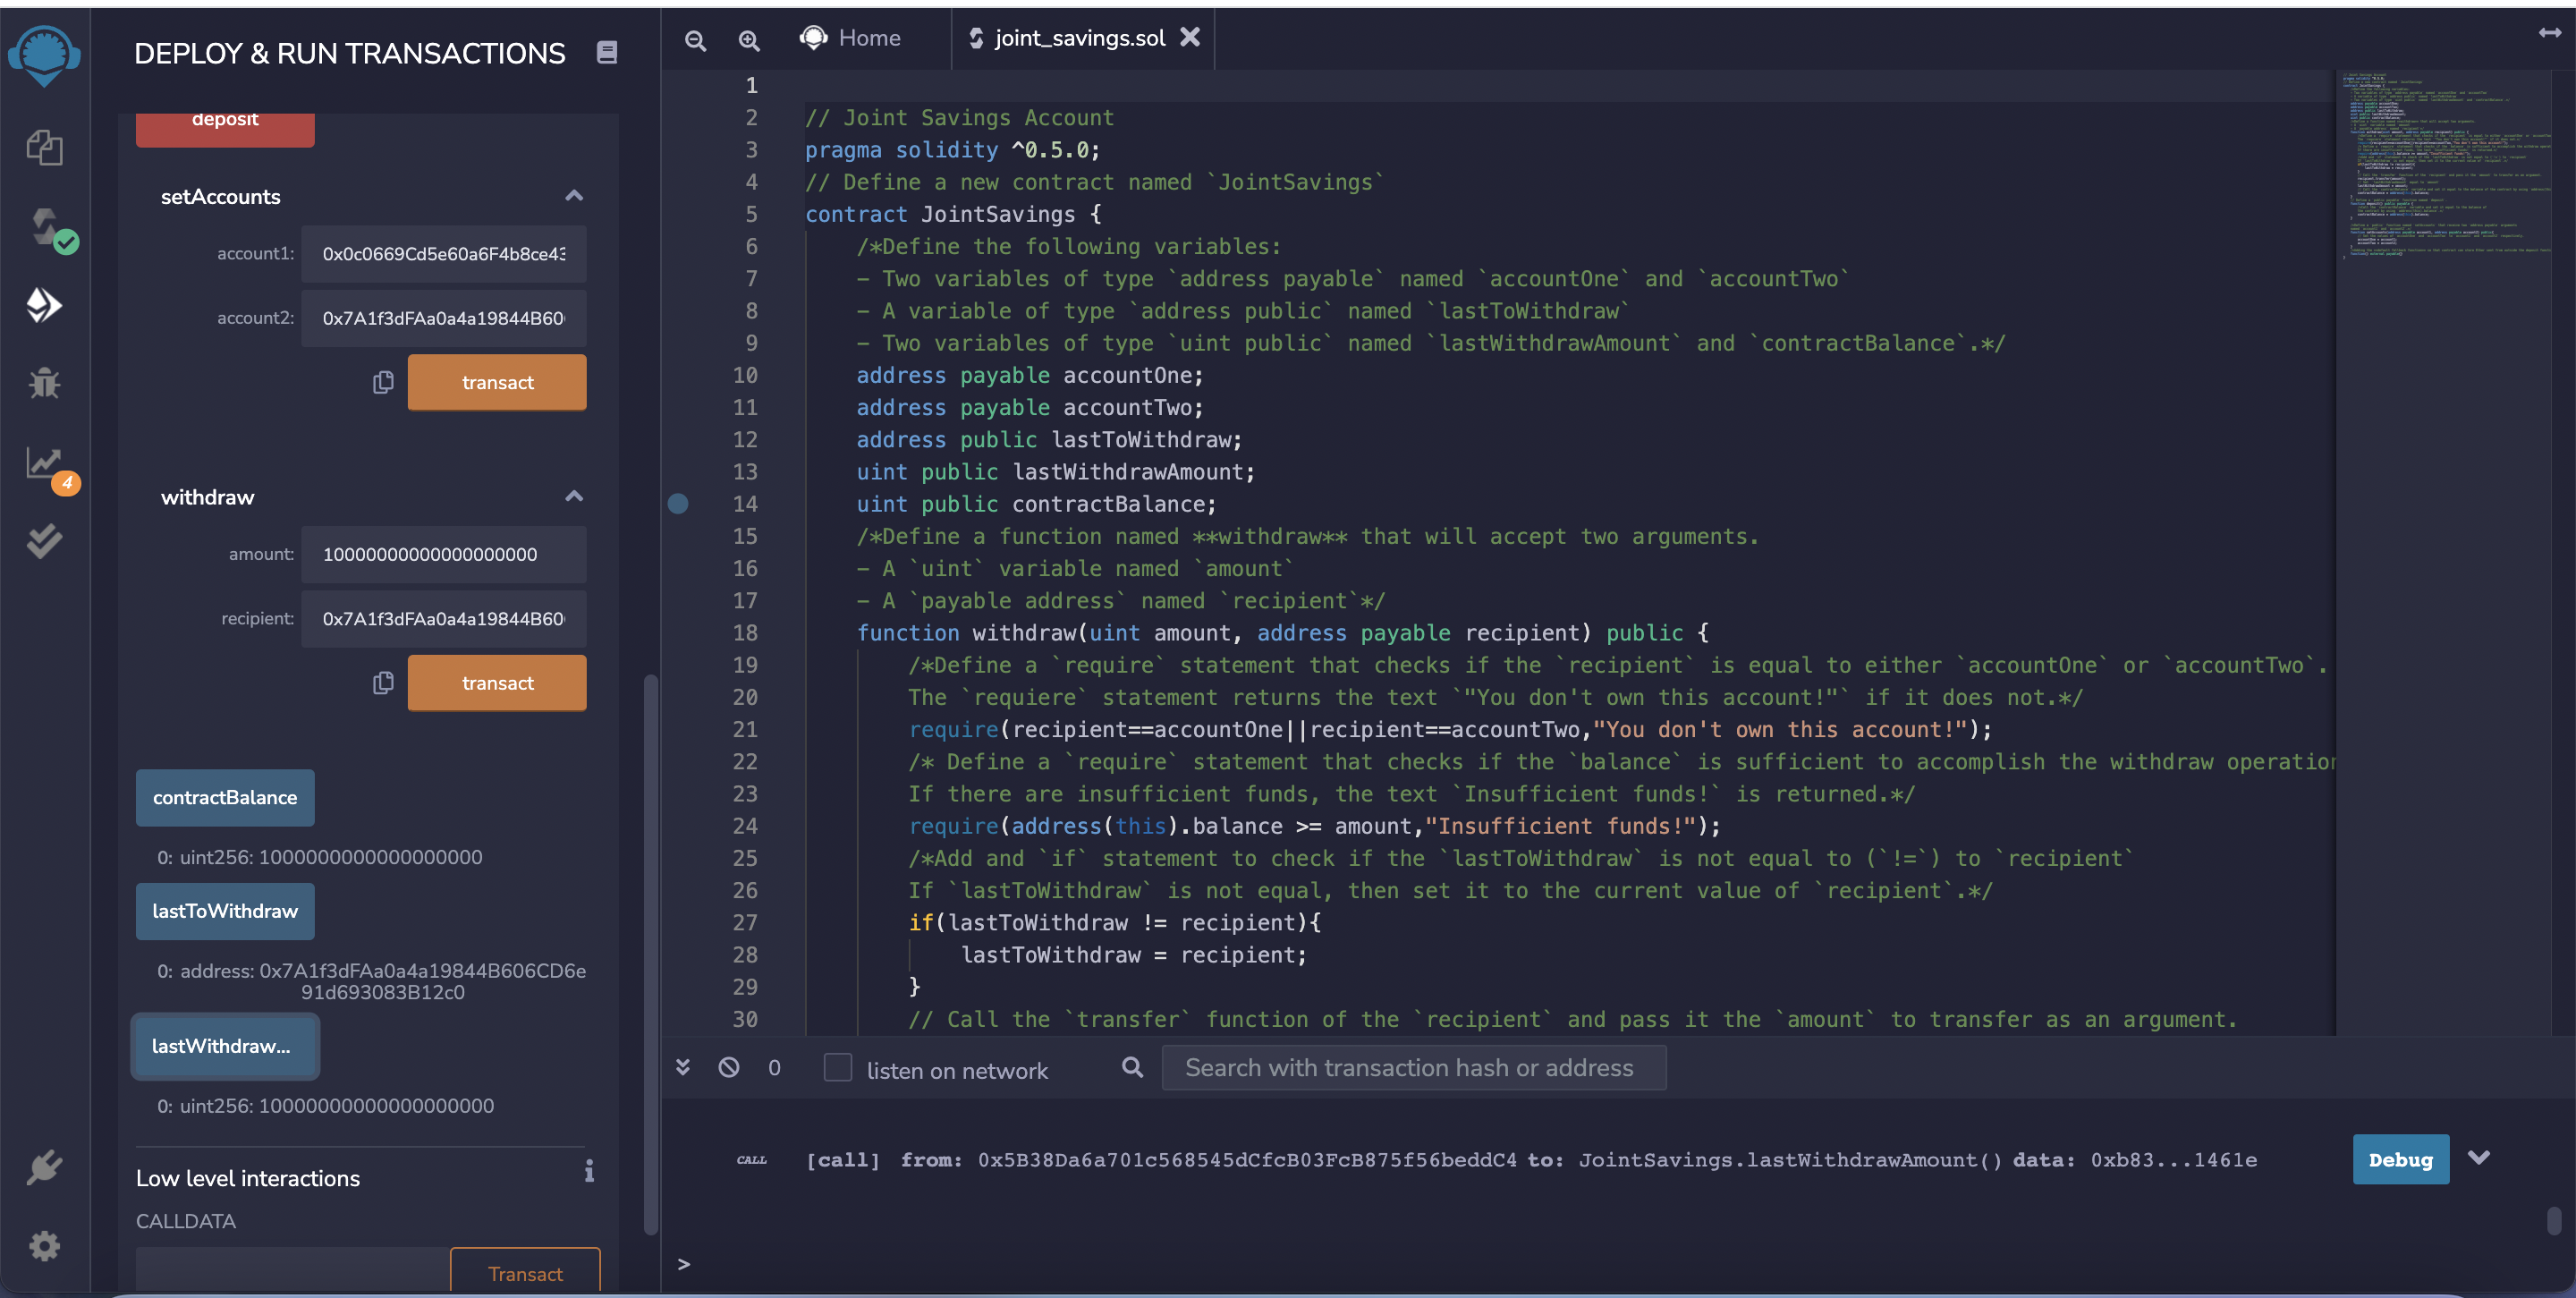 DEPLOY & RUN TRANSACTIONS
deposit
setAccounts
account1:
0x0c0669Cd5e60a6F4b8ce43
account2:
0x7A1f3dFAa0a4a19844B60
transact
4
withdraw
amount:
10000000000000000000
recipient:
0x7A1f3dFAa0a4a19844B60
transact
contractBalance
0: uint256: 1000000000000000000
lastToWithdraw
0: address: 0x7A1f3dFAa0a4a19844B606CD6e
91d693083B12c0
lastWithdraw...
0: uint256: 10000000000000000000
Low level interactions
CALLDATA
Transact
Home
joint_savings.sol
1
2 // Joint Savings Account
3 pragma solidity ^0.5.0;
4 // Define a new contract named `JointSavings`
5 contract JointSavings {
6 /*Define the following variables:
7 - Two variables of type `address payable` named `accountOne` and `accountTwo`
8 - A variable of type `address public` named `lastToWithdraw`
9 - Two variables of type `uint public` named `lastWithdrawAmount` and `contractBalance`.*/
10 address payable accountOne;
11 address payable accountTwo;
12 address public lastToWithdraw;
13 uint public lastWithdrawAmount;
14 uint public contractBalance;
15 /*Define a function named **withdraw** that will accept two arguments.
16 - A `uint` variable named `amount`
17 - A `payable address` named `recipient`*/
18 function withdraw(uint amount, address payable recipient) public {
19 /*Define a `require` statement that checks if the `recipient` is equal to either `accountOne` or `accountTwo`.
20 The `requiere` statement returns the text `"You don't own this account!"` if it does not.*/
21 require(recipient==accountOne||recipient==accountTwo,"You don't own this account!");
22 /* Define a `require` statement that checks if the `balance` is sufficient to accomplish the withdraw operation
23 If there are insufficient funds, the text `Insufficient funds!` is returned.*/
24 require(address(this).balance >= amount,"Insufficient funds!");
25 /*Add and `if` statement to check if the `lastToWithdraw` is not equal to (`!=`) to `recipient`
26 If `lastToWithdraw` is not equal, then set it to the current value of `recipient`.*/
27 if(lastToWithdraw != recipient){
28 lastToWithdraw = recipient;
29 }
30 // Call the `transfer` function of the `recipient` and pass it the `amount` to transfer as an argument.
0
listen on network
Search with transaction hash or address
CALL [call] from: 0x5B38Da6a701c568545dCfcB03FcB875f56beddC4 to: JointSavings.lastWithdrawAmount() data: 0xb83...1461e
Debug
>